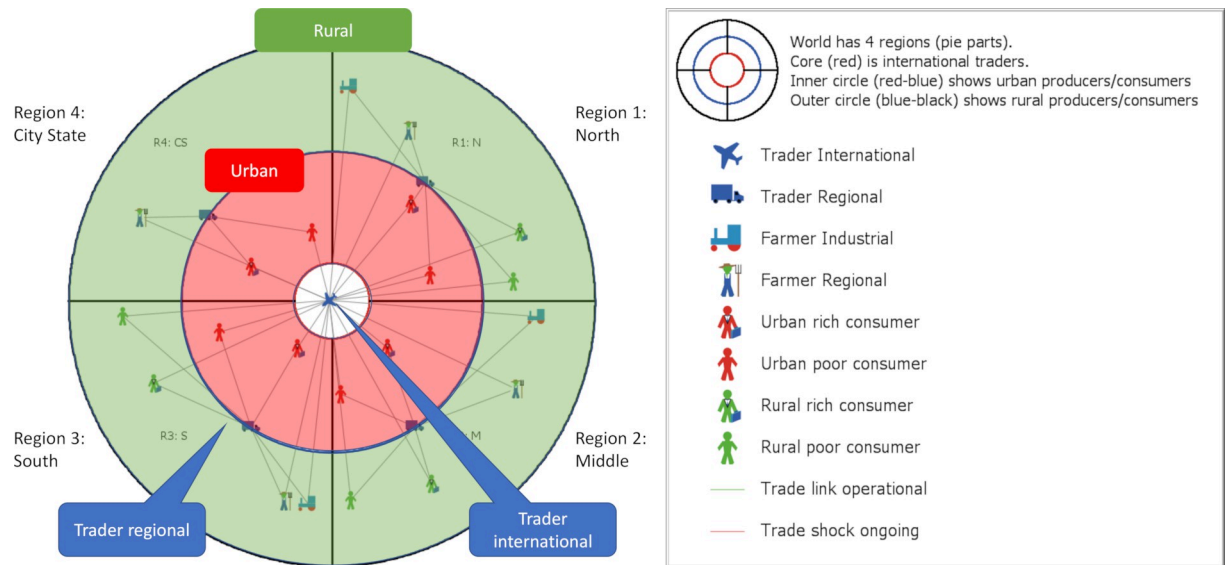 Rural
Region 4:
City State
Region 1:
North
R4: CS
R1: N
Urban
Region 3:
South
R3: S
M
Region 2:
Middle
Trader regional
Trader
international
World has 4 regions (pie parts).
Core (red) is international traders.
Inner circle (red-blue) shows urban producers/consumers
Outer circle (blue-black) shows rural producers/consumers
Trader International
Trader Regional
Farmer Industrial
Farmer Regional
Urban rich consumer
Urban poor consumer
Rural rich consumer
Rural poor consumer
Trade link operational
Trade shock ongoing